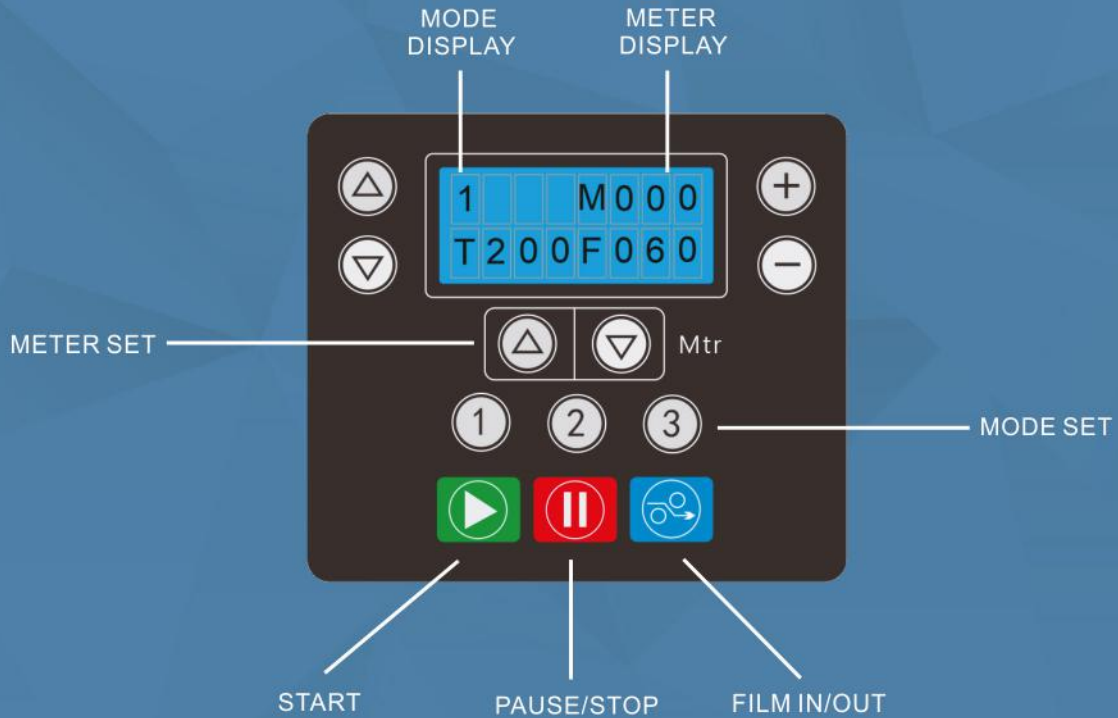 MODE
DISPLAY
METER
DISPLAY
1 M000
T200F060
METER SET
Mtr
1 2 3
MODE SET
START
PAUSE/STOP
FILM IN/OUT